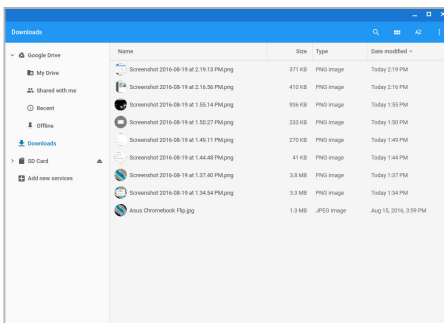 Downloads
Google Drive
My Drive
Shared with me
Recent
Offline
Downloads
SD Card
Add new services
Name Size Type Date modified
Screenshot 2016-08-19 at 2.19.13 PM.png 371 KB PNG image Today 2:19 PM
Screenshot 2016-08-19 at 2.16.56 PM.png 410 KB PNG image Today 2:16 PM
Screenshot 2016-08-19 at 1.55.14 PM.png 936 KB PNG image Today 1:55 PM
Screenshot 2016-08-19 at 1.50.27 PM.png 233 KB PNG image Today 1:50 PM
Screenshot 2016-08-19 at 1.49.11 PM.png 270 KB PNG image Today 1:49 PM
Screenshot 2016-08-19 at 1.44.48 PM.png 41 KB PNG image Today 1:44 PM
Screenshot 2016-08-19 at 1.37.40 PM.png 3.8 MB PNG image Today 1:37 PM
Screenshot 2016-08-19 at 1.34.54 PM.png 3.3 MB PNG image Today 1:34 PM
Asus Chromebook Flip.jpg 1.3 MB JPEG image Aug 15, 2016, 3:59 PM